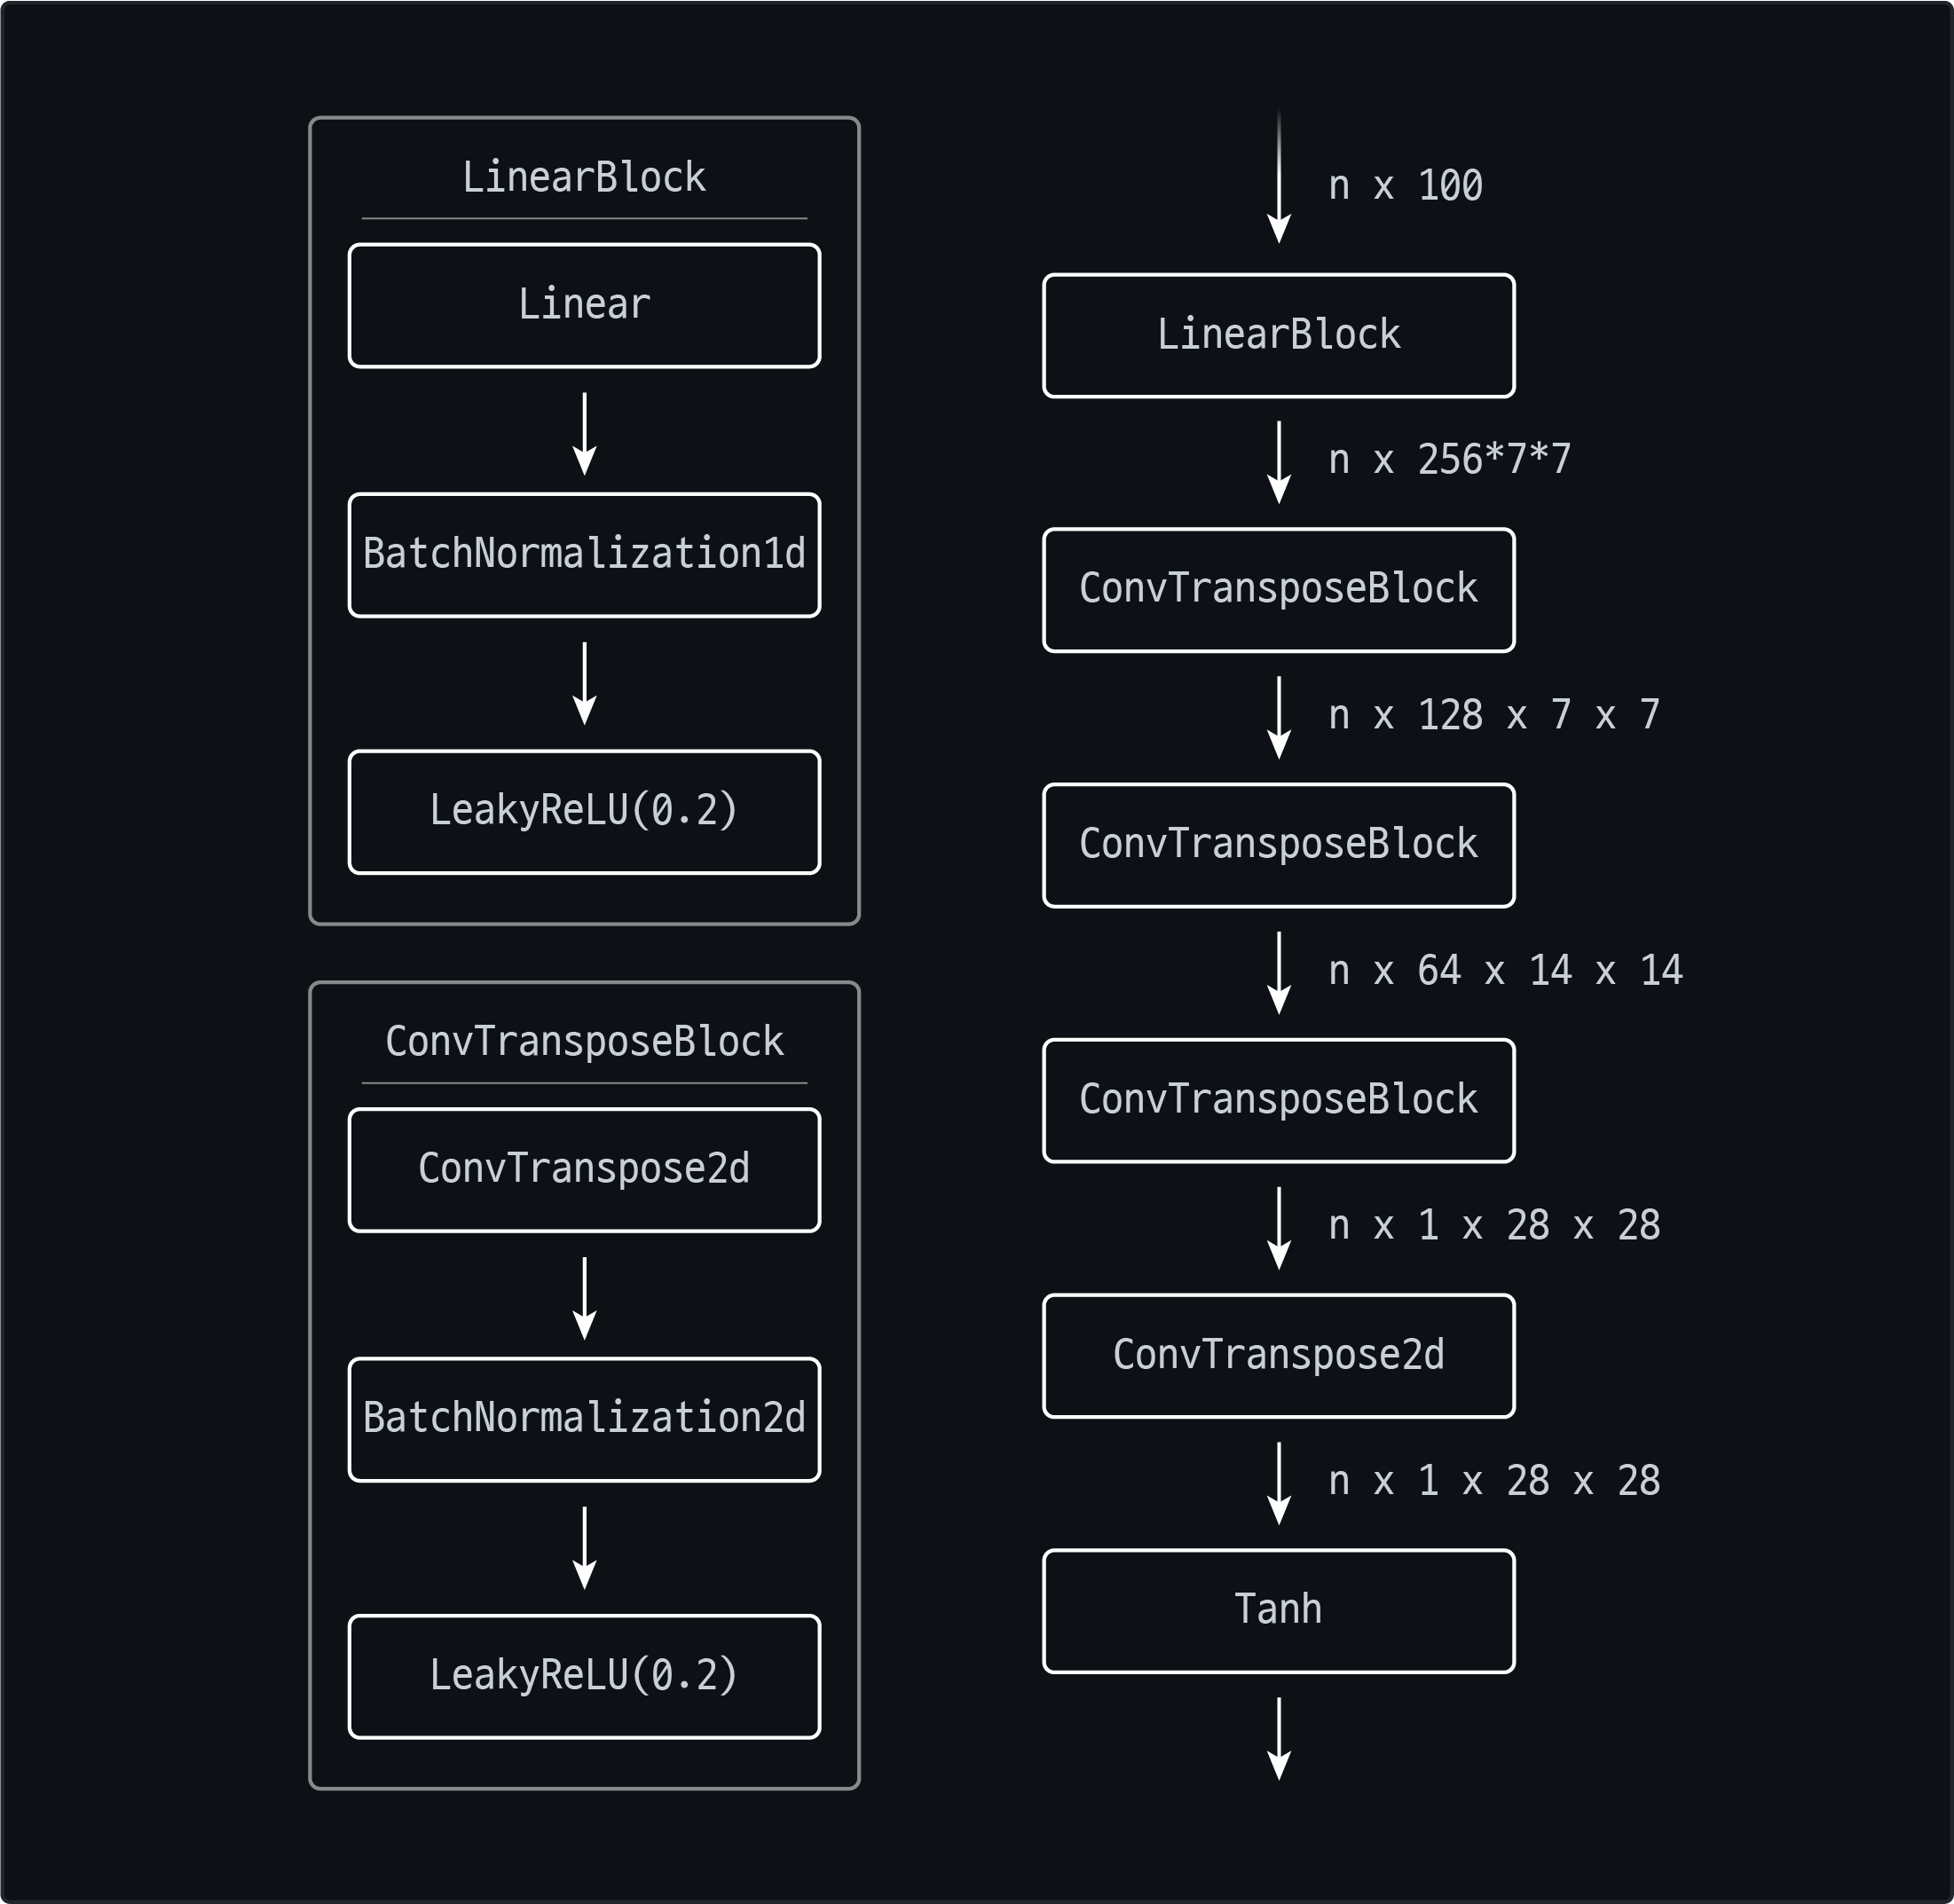 LinearBlock
Linear
BatchNormalization1d
LeakyReLU(0.2)
ConvTransposeBlock
ConvTranspose2d
BatchNormalization2d
LeakyReLU(0.2)
n x 100
LinearBlock
n x 256*7*7
ConvTransposeBlock
n x 128 x 7 x 7
ConvTransposeBlock
n x 64 x 14 x 14
ConvTransposeBlock
n x 1 x 28 x 28
ConvTranspose2d
n x 1 x 28 x 28
Tanh